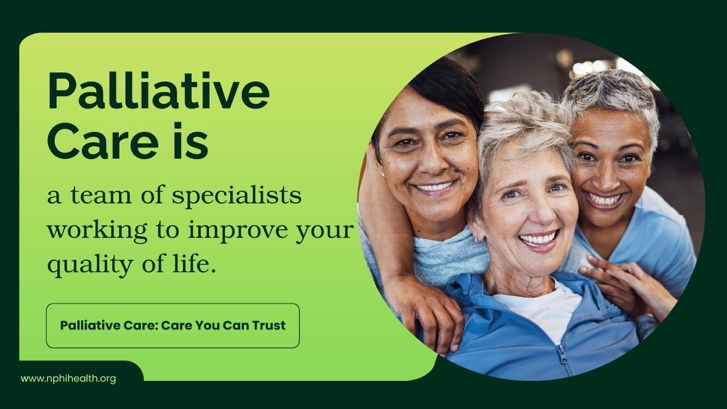 Palliative
Care is
a team of specialists
working to improve your
quality of life.
Palliative Care: Care You Can Trust
www.nphihealth.org